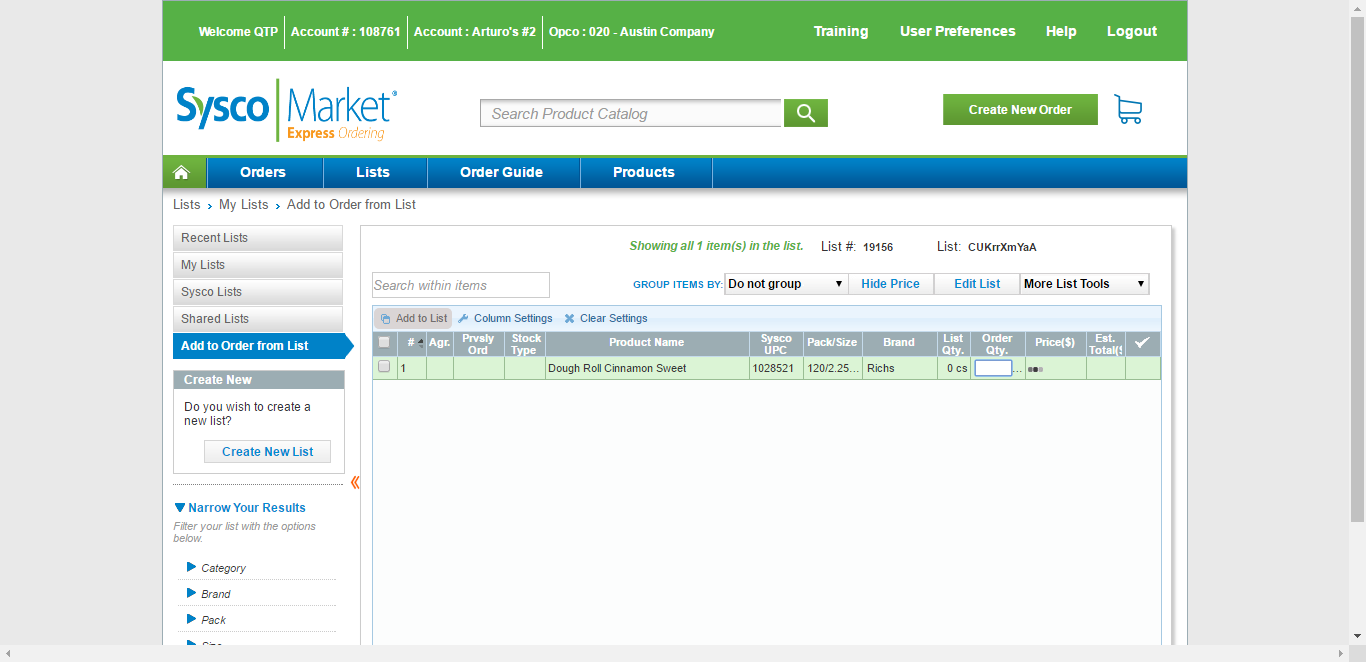 Welcome QTP Account # : 108761 Account : Arturo's #2 Opco : 020 - Austin Company Training User Preferences Help Logout
Sysco Market®
Express Ordering
Search Product Catalog
Create New Order
Orders Lists Order Guide Products
Lists › My Lists › Add to Order from List
Recent Lists
My Lists
Sysco Lists
Shared Lists
Add to Order from List
Create New
Do you wish to create a
new list?
Create New List
Narrow Your Results
Filter your list with the options
below.
Category
Brand
Pack
Showing all 1 item(s) in the list. List #: 19156 List: CUKrrXmYaA
Search within items
GROUP ITEMS BY: Do not group Hide Price Edit List More List Tools
Add to List Column Settings Clear Settings
# Agr. Prvsly Ord Stock Type Product Name Sysco UPC Pack/Size Brand List Qty. Order Qty. Price($) Est. Total($
1 Dough Roll Cinnamon Sweet 1028521 120/2.25... Richs 0 cs ...